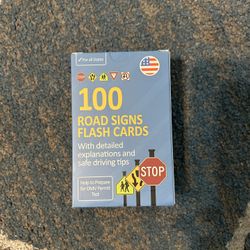 For all States
100
ROAD SIGNS
FLASH CARDS
With detailed
explanations and
safe driving tips
Help to Prepare
for DMV Permit
Test
STOP